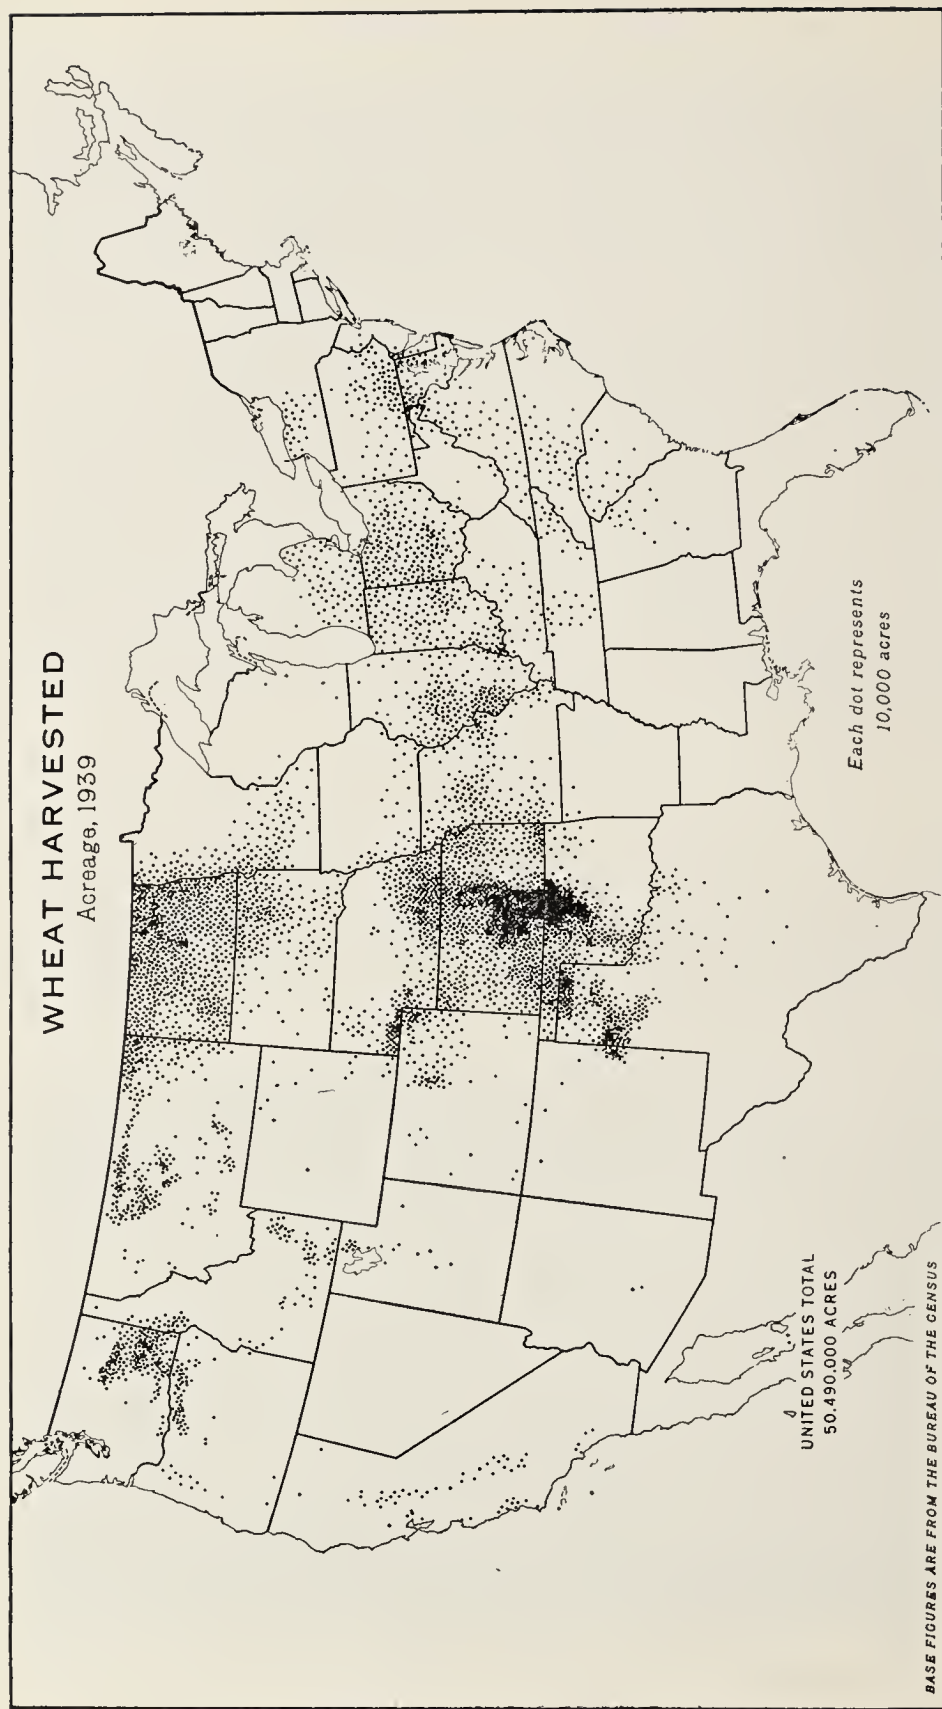 WHEAT HARVESTED
Acreage, 1939
Each dot represents
10,000 acres
UNITED STATES TOTAL
50,490,000 ACRES
BASE FIGURES ARE FROM THE BUREAU OF THE CENSUS